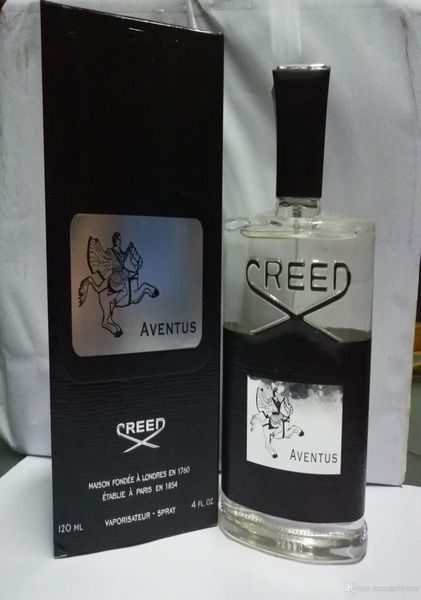 AVENTUS
CREED
MAISON FONDÉE À LONDRES EN 1760
ÉTABLIE À PARIS EN 1854
VAPORISATEUR - SPRAY
120 ML
4 FL. OZ
CREED
AVENTUS